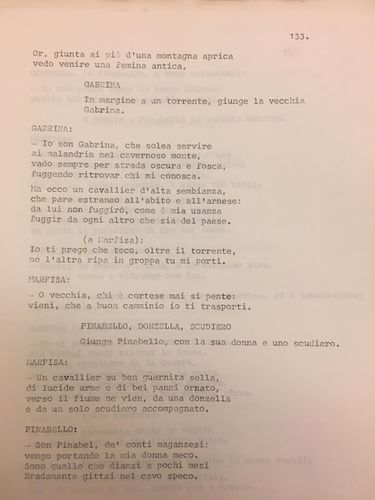 133.
Or, giunta ai piè d'una montagna aprica
vedo venire una femina antica,
GABRINA
In margine a un torrente, giunge la vecchia
Gabrina.
GABRINA:
- Io son Gabrina, che solea servire
ai malandrin nel cavernoso monte,
vado sempre per strada oscura e fosca,
fuggendo ritrovar chi mi conosca.
Ma ecco un cavallier d'alta sembianza,
che pare estraneo all'abito e all'arnese:
da lui non fuggirò, come è mia usanza
fuggir da ogni altro che sia del paese.
(a Marfisa):
Io ti prego che teco, oltre il torrente,
ne l'altra ripa in groppa tu mi porti.
MARFISA:
- O vecchia, chi è cortese mai si pente:
vieni, che a buon cammino io ti trasporti.
PINABELLO, DONZELLA, SCUDIERO
Giunge Pinabello, con la sua donna e uno scudiero.
MARFISA:
- Un cavallier su ben guernita sella,
di lucide arme e di bei panni ornato,
verso il fiume ne vien, da una donzella
e da un solo scudiero accompagnato.
PINABELLO:
- Son Pinabel, de' conti maganzesi:
vengo portando la mia donna meco.
Sono quello che dianzi a pochi mesi
Bradamante gittai nel cavo speco.